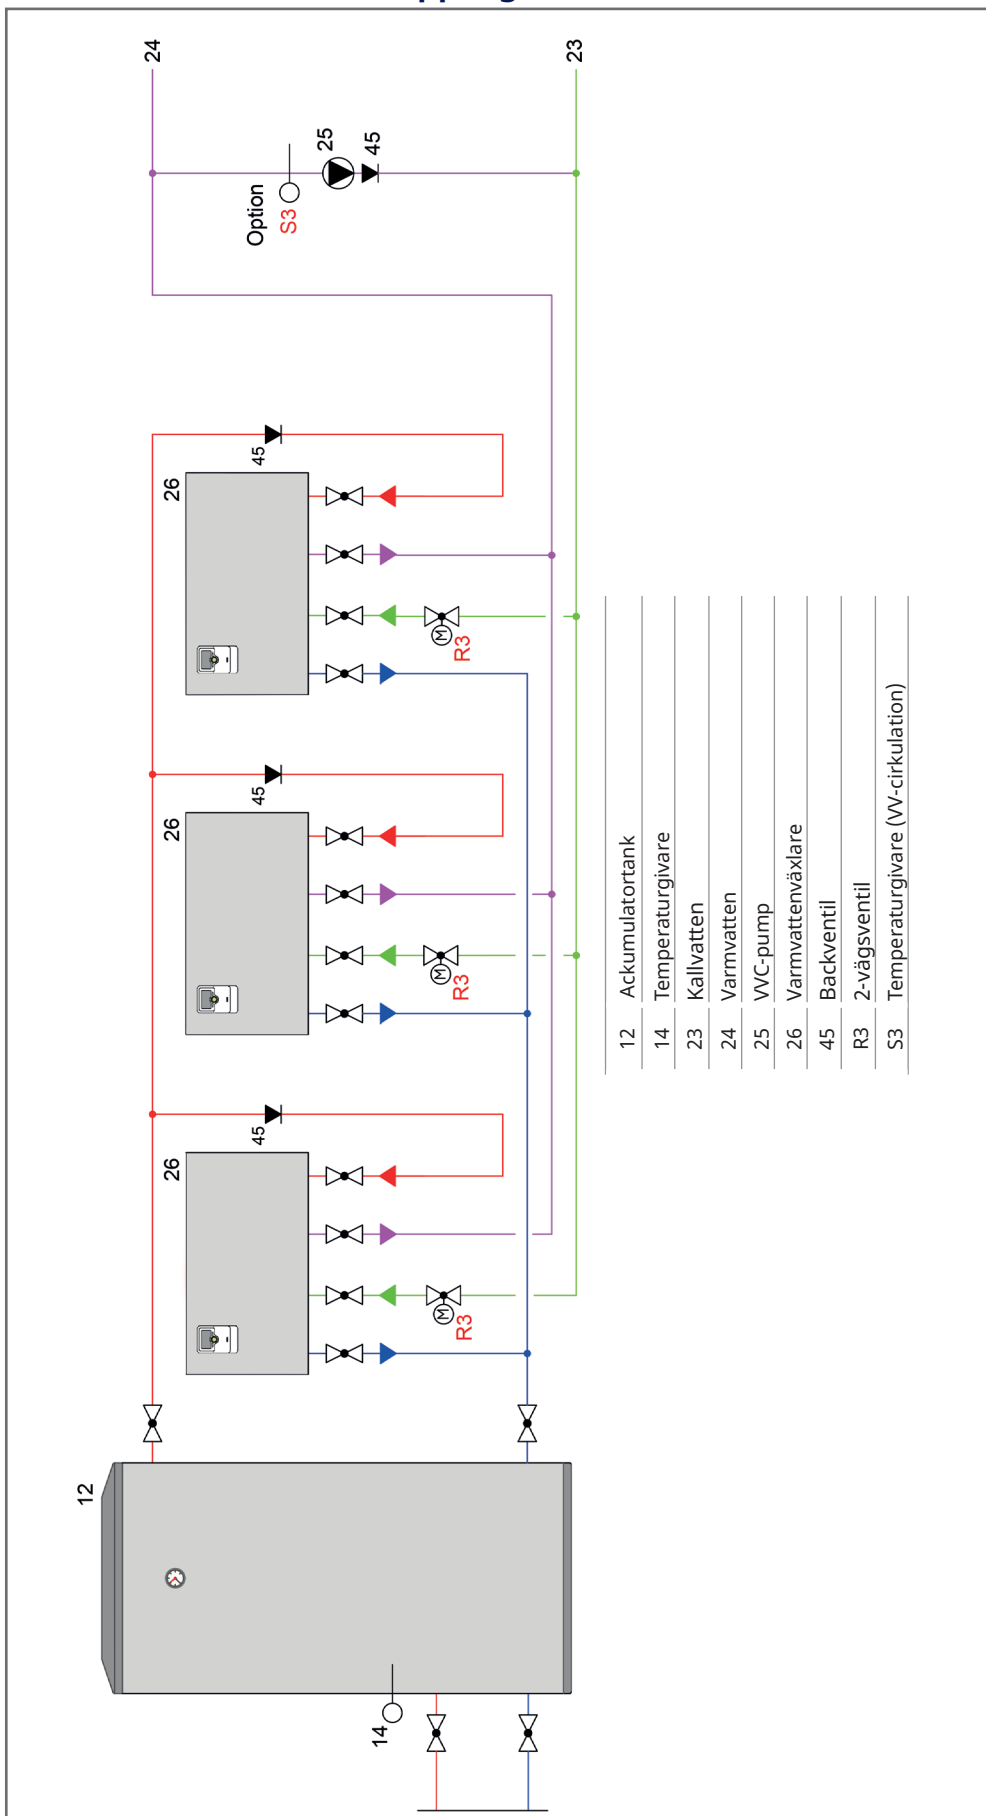 24
23
25
45
Option
S3
45
26
M
R3
45
26
M
R3
45
26
M
R3
12
14
12 Ackumulatortank
14 Temperaturgivare
23 Kallvatten
24 Varmvatten
25 VVC-pump
26 Varmvattenväxlare
45 Backventil
R3 2-vägsventil
S3 Temperaturgivare (VV-cirkulation)